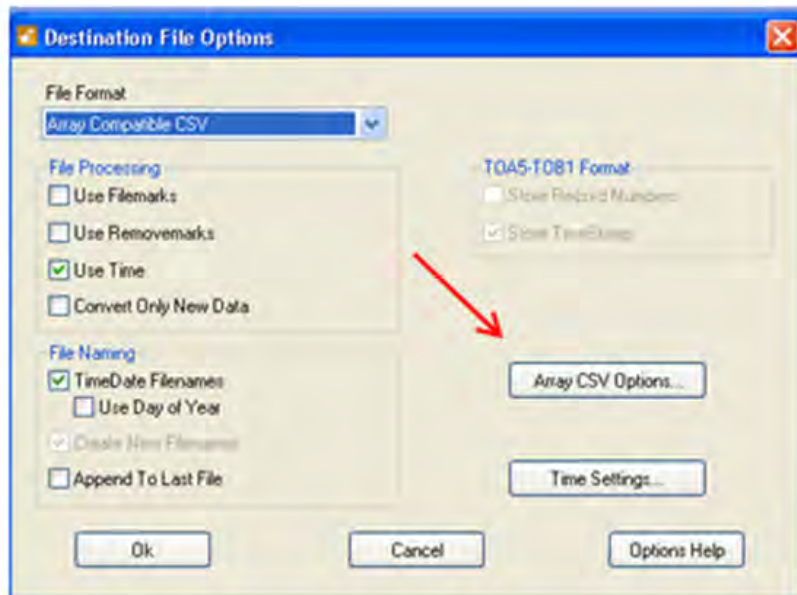 Destination File Options
File Format
Array Compatible CSV
File Processing
Use Filemarks
Use Removemarks
Use Time
Convert Only New Data
TOA5-TOB1 Format
Store Record Numbers
Store TimeStamp
File Naming
TimeDate Filenames
Use Day of Year
Create New Filenames
Append To Last File
Array CSV Options...
Time Settings...
Ok
Cancel
Options Help